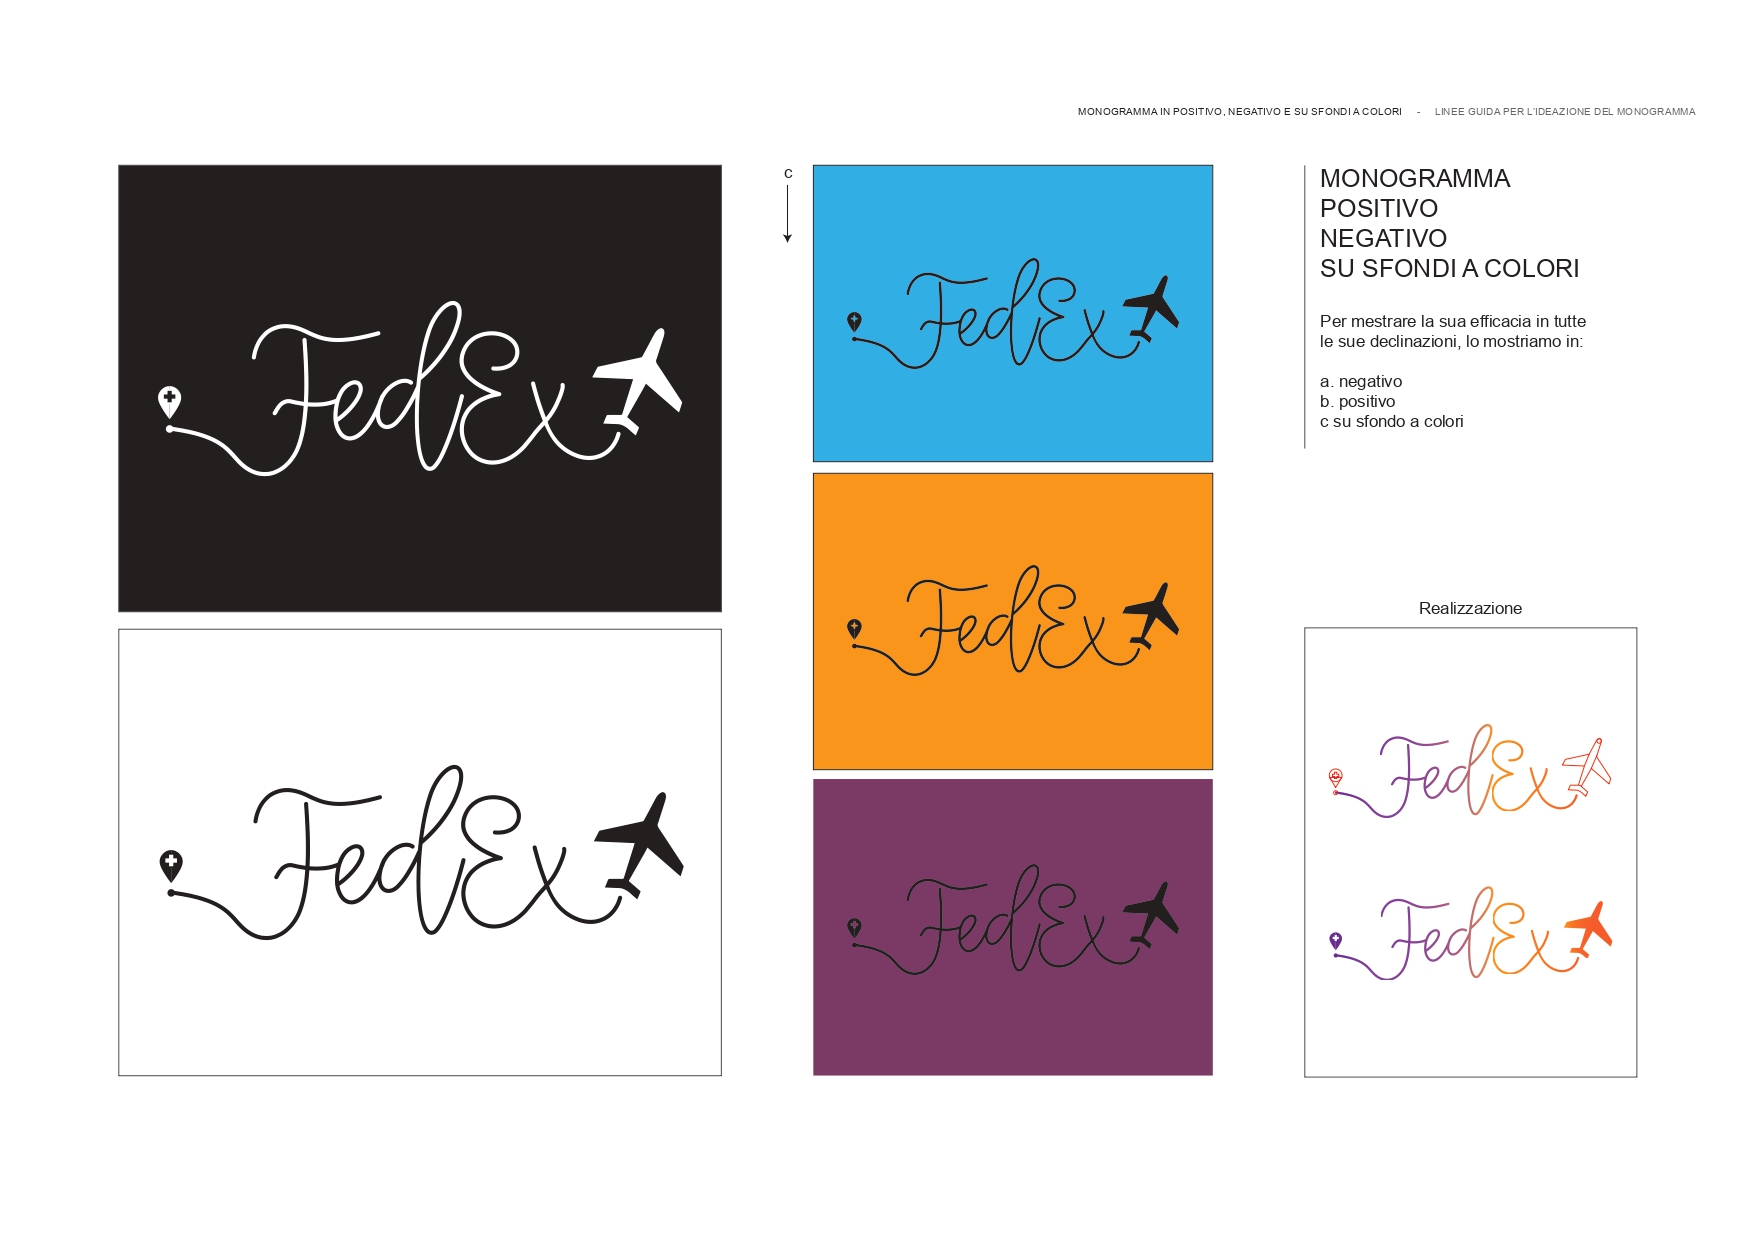 MONOGRAMMA IN POSITIVO, NEGATIVO E SU SFONDI A COLORI - LINEE GUIDA PER L'IDEAZIONE DEL MONOGRAMMA
FedEx
FedEx
c
FedEx
FedEx
FedEx
MONOGRAMMA
POSITIVO
NEGATIVO
SU SFONDI A COLORI
Per mestrare la sua efficacia in tutte
le sue declinazioni, lo mostriamo in:
a. negativo
b. positivo
c su sfondo a colori
Realizzazione
FedEx
FedEx